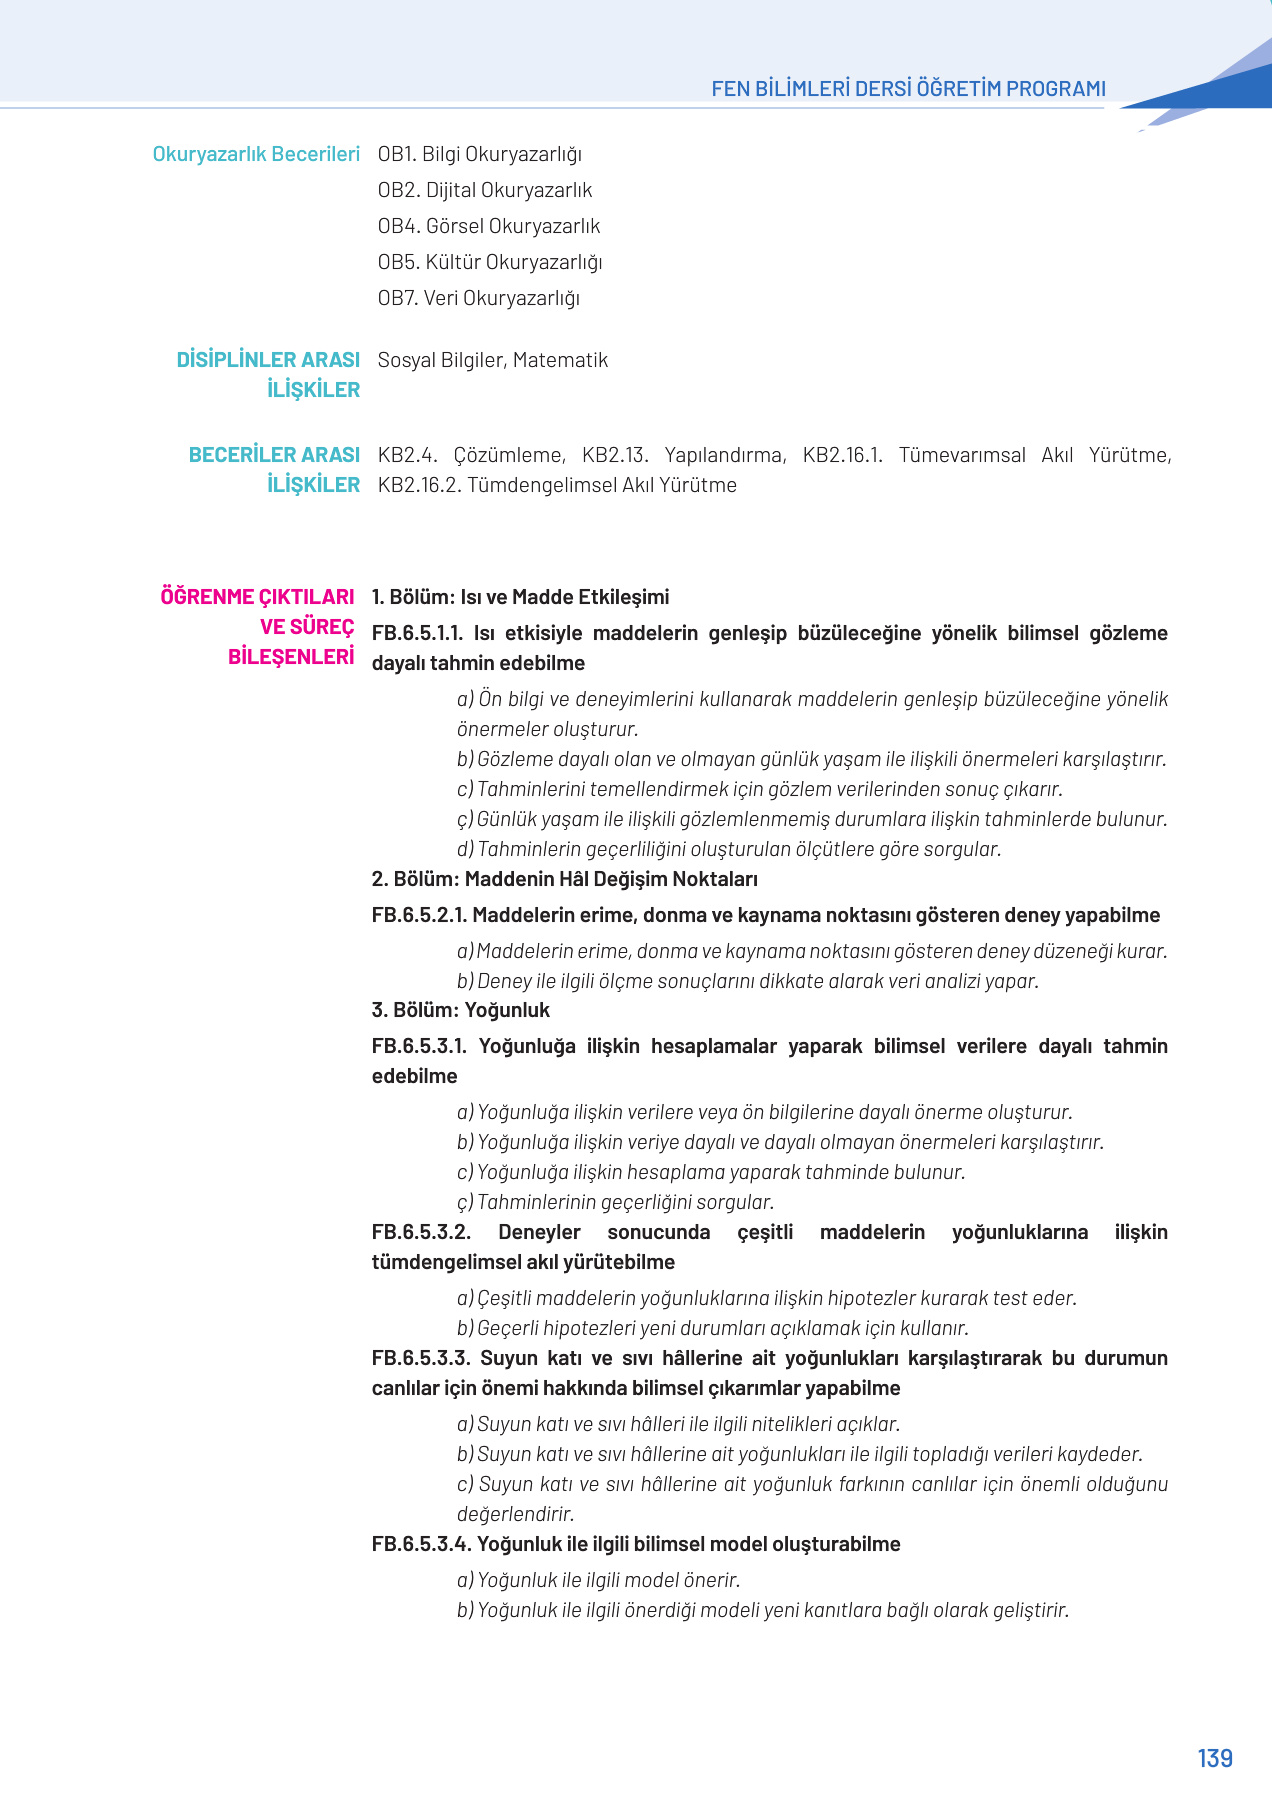 FEN BİLİMLERİ DERSİ ÖĞRETİM PROGRAMI
Okuryazarlık Becerileri OB1. Bilgi Okuryazarlığı
OB2. Dijital Okuryazarlık
OB4. Görsel Okuryazarlık
OB5. Kültür Okuryazarlığı
OB7. Veri Okuryazarlığı
DİSİPLİNLER ARASI Sosyal Bilgiler, Matematik
İLİŞKİLER
BECERİLER ARASI KB2.4. Çözümleme, KB2.13. Yapılandırma, KB2.16.1. Tümevarımsal Akıl Yürütme,
İLİŞKİLER KB2.16.2. Tümdengelimsel Akıl Yürütme
ÖĞRENME ÇIKTILARI 1. Bölüm: Isı ve Madde Etkileşimi
VE SÜREÇ FB.6.5.1.1. Isı etkisiyle maddelerin genleşip büzüleceğine yönelik bilimsel gözleme
BİLEŞENLERİ dayalı tahmin edebilme
a) Ön bilgi ve deneyimlerini kullanarak maddelerin genleşip büzüleceğine yönelik
önermeler oluşturur.
b) Gözleme dayalı olan ve olmayan günlük yaşam ile ilişkili önermeleri karşılaştırır.
c) Tahminlerini temellendirmek için gözlem verilerinden sonuç çıkarır.
ç) Günlük yaşam ile ilişkili gözlemlenmemiş durumlara ilişkin tahminlerde bulunur.
d) Tahminlerin geçerliliğini oluşturulan ölçütlere göre sorgular.
2. Bölüm: Maddenin Hâl Değişim Noktaları
FB.6.5.2.1. Maddelerin erime, donma ve kaynama noktasını gösteren deney yapabilme
a) Maddelerin erime, donma ve kaynama noktasını gösteren deney düzeneği kurar.
b) Deney ile ilgili ölçme sonuçlarını dikkate alarak veri analizi yapar.
3. Bölüm: Yoğunluk
FB.6.5.3.1. Yoğunluğa ilişkin hesaplamalar yaparak bilimsel verilere dayalı tahmin
edebilme
a) Yoğunluğa ilişkin verilere veya ön bilgilerine dayalı önerme oluşturur.
b) Yoğunluğa ilişkin veriye dayalı ve dayalı olmayan önermeleri karşılaştırır.
c) Yoğunluğa ilişkin hesaplama yaparak tahminde bulunur.
ç) Tahminlerinin geçerliğini sorgular.
FB.6.5.3.2. Deneyler sonucunda çeşitli maddelerin yoğunluklarına ilişkin
tümdengelimsel akıl yürütebilme
a) Çeşitli maddelerin yoğunluklarına ilişkin hipotezler kurarak test eder.
b) Geçerli hipotezleri yeni durumları açıklamak için kullanır.
FB.6.5.3.3. Suyun katı ve sıvı hâllerine ait yoğunlukları karşılaştırarak bu durumun
canlılar için önemi hakkında bilimsel çıkarımlar yapabilme
a) Suyun katı ve sıvı hâlleri ile ilgili nitelikleri açıklar.
b) Suyun katı ve sıvı hâllerine ait yoğunlukları ile ilgili topladığı verileri kaydeder.
c) Suyun katı ve sıvı hâllerine ait yoğunluk farkının canlılar için önemli olduğunu
değerlendirir.
FB.6.5.3.4. Yoğunluk ile ilgili bilimsel model oluşturabilme
a) Yoğunluk ile ilgili model önerir.
b) Yoğunluk ile ilgili önerdiği modeli yeni kanıtlara bağlı olarak geliştirir.
139